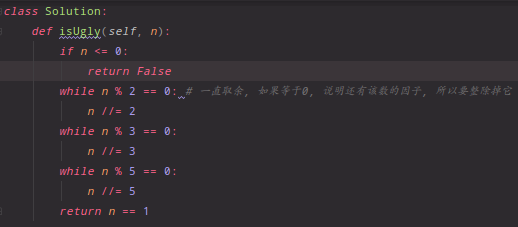 class Solution:
    def isUgly(self, n):
        if n <= 0:
            return False
        while n % 2 == 0: # 一直取余, 如果等于0, 说明还有该数的因子, 所以要整除掉它
            n //= 2
        while n % 3 == 0:
            n //= 3
        while n % 5 == 0:
            n //= 5
        return n == 1